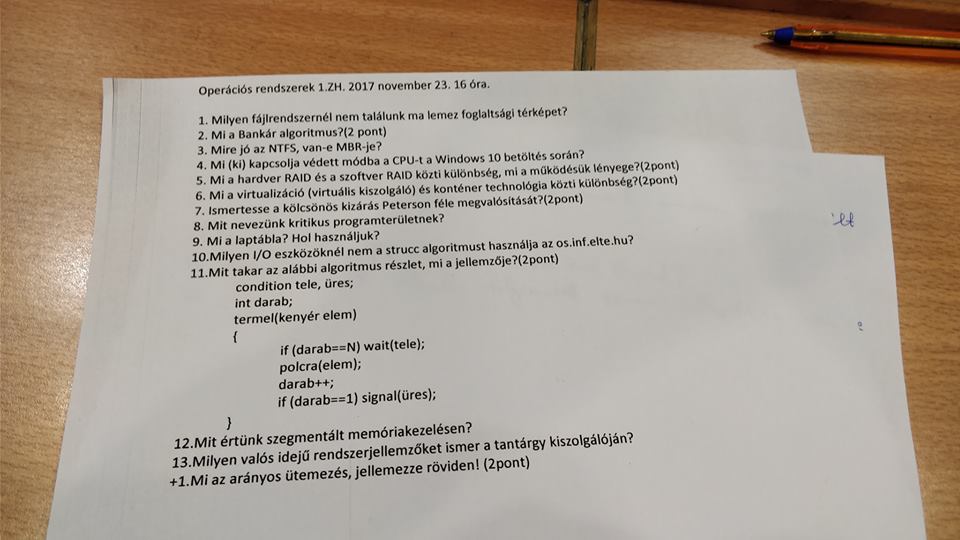 Operációs rendszerek 1.ZH. 2017 november 23. 16 óra.
1. Milyen fájlrendszernél nem találunk ma lemez foglaltsági térképet?
2. Mi a Bankár algoritmus?(2 pont)
3. Mire jó az NTFS, van-e MBR-je?
4. Mi (ki) kapcsolja védett módba a CPU-t a Windows 10 betöltés során?
5. Mi a hardver RAID és a szoftver RAID közti különbség, mi a működésük lényege?(2pont)
6. Mi a virtualizáció (virtuális kiszolgáló) és konténer technológia közti különbség?(2pont)
7. Ismertesse a kölcsönös kizárás Peterson féle megvalósítását?(2pont)
8. Mit nevezünk kritikus programterületnek?
9. Mi a laptábla? Hol használjuk?
10.Milyen I/O eszközöknél nem a strucc algoritmust használja az os.inf.elte.hu?
11.Mit takar az alábbi algoritmus részlet, mi a jellemzője?(2pont)
condition tele, üres;
int darab;
termel(kenyér elem)
{
if (darab==N) wait(tele);
polcra(elem);
darab++;
if (darab==1) signal(üres);
}
12.Mit értünk szegmentált memóriakezelésen?
13.Milyen valós idejű rendszerjellemzőket ismer a tantárgy kiszolgálóján?
+1.Mi az arányos ütemezés, jellemezze röviden! (2pont)